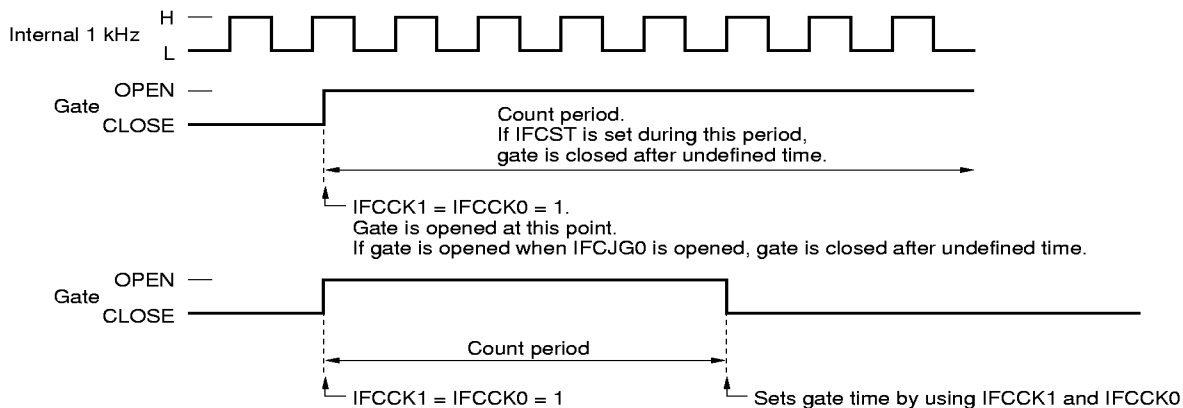 H
Internal 1 kHz
L
OPEN
Gate
CLOSE
Count period.
If IFCST is set during this period,
gate is closed after undefined time.
IFCCK1 = IFCCK0 = 1.
Gate is opened at this point.
If gate is opened when IFCJG0 is opened, gate is closed after undefined time.
OPEN
Gate
CLOSE
Count period
IFCCK1 = IFCCK0 = 1
Sets gate time by using IFCCK1 and IFCCK0